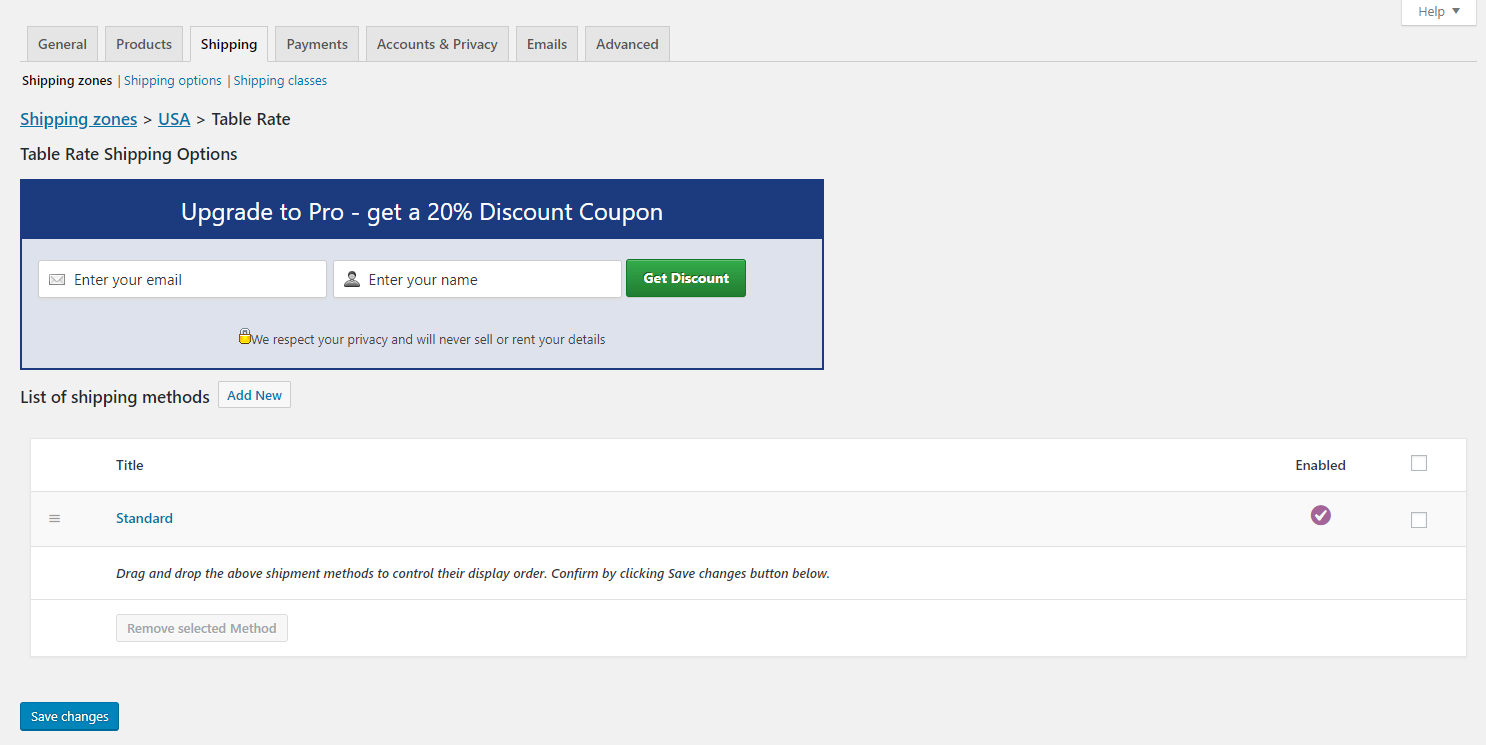 Help
General Products Shipping Payments Accounts & Privacy Emails Advanced
Shipping zones | Shipping options | Shipping classes
Shipping zones > USA > Table Rate
Table Rate Shipping Options
Upgrade to Pro - get a 20% Discount Coupon
Enter your email Enter your name Get Discount
We respect your privacy and will never sell or rent your details
List of shipping methods Add New
Title Enabled
Standard
Drag and drop the above shipment methods to control their display order. Confirm by clicking Save changes button below.
Remove selected Method
Save changes